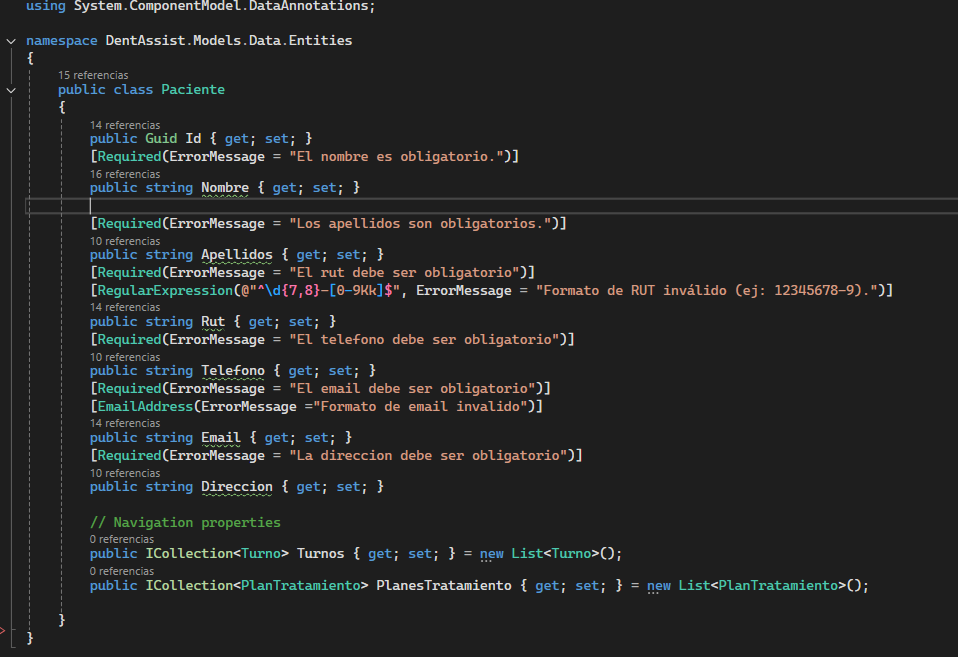 using System.ComponentModel.DataAnnotations;
namespace DentAssist.Models.Data.Entities
{
15 referencias
public class Paciente
{
14 referencias
public Guid Id { get; set; }
[Required(ErrorMessage = "El nombre es obligatorio.")]
16 referencias
public string Nombre { get; set; }
[Required(ErrorMessage = "Los apellidos son obligatorios.")]
10 referencias
public string Apellidos { get; set; }
[Required(ErrorMessage = "El rut debe ser obligatorio")]
[RegularExpression(@"^\d{7,8}-[0-9Kk]$", ErrorMessage = "Formato de RUT inválido (ej: 12345678-9).")]
14 referencias
public string Rut { get; set; }
[Required(ErrorMessage = "El telefono debe ser obligatorio")]
10 referencias
public string Telefono { get; set; }
[Required(ErrorMessage = "El email debe ser obligatorio")]
[EmailAddress(ErrorMessage ="Formato de email invalido")]
14 referencias
public string Email { get; set; }
[Required(ErrorMessage = "La direccion debe ser obligatorio")]
10 referencias
public string Direccion { get; set; }
// Navigation properties
0 referencias
public ICollection<Turno> Turnos { get; set; } = new List<Turno>();
0 referencias
public ICollection<PlanTratamiento> PlanesTratamiento { get; set; } = new List<PlanTratamiento>();
}
}